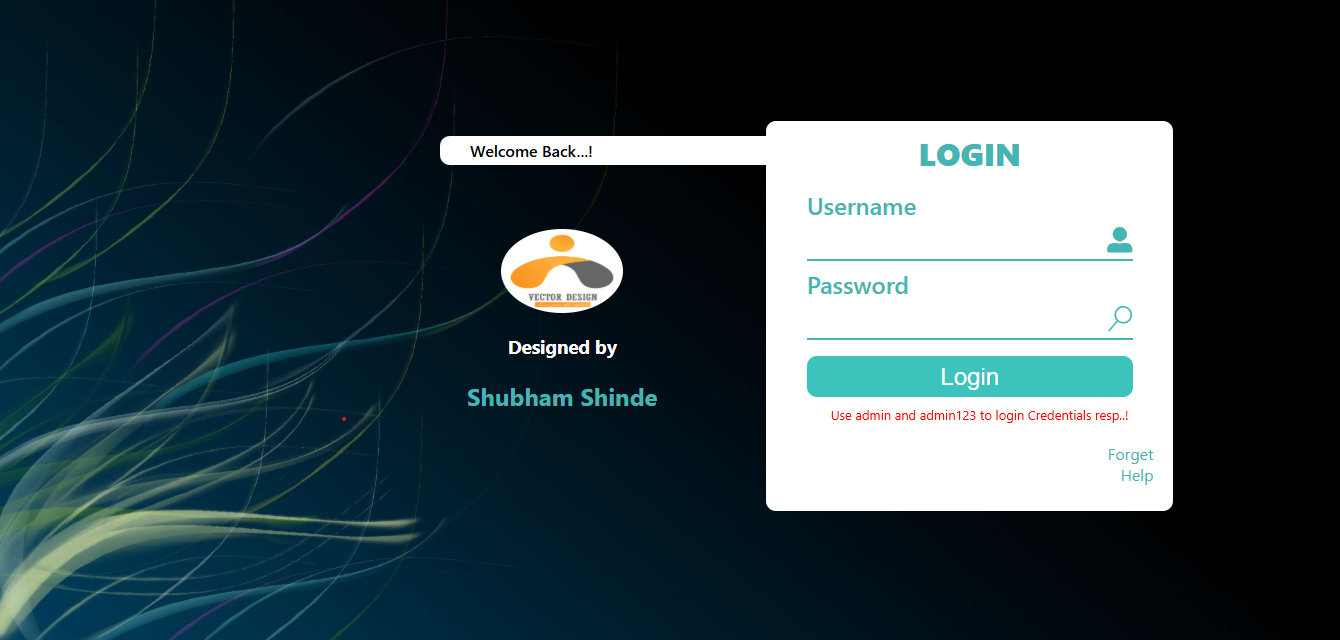 Welcome Back...!
VECTOR DESIGN
Designed by
Shubham Shinde
LOGIN
Username
Password
Login
Use admin and admin123 to login Credentials resp..!
Forget
Help